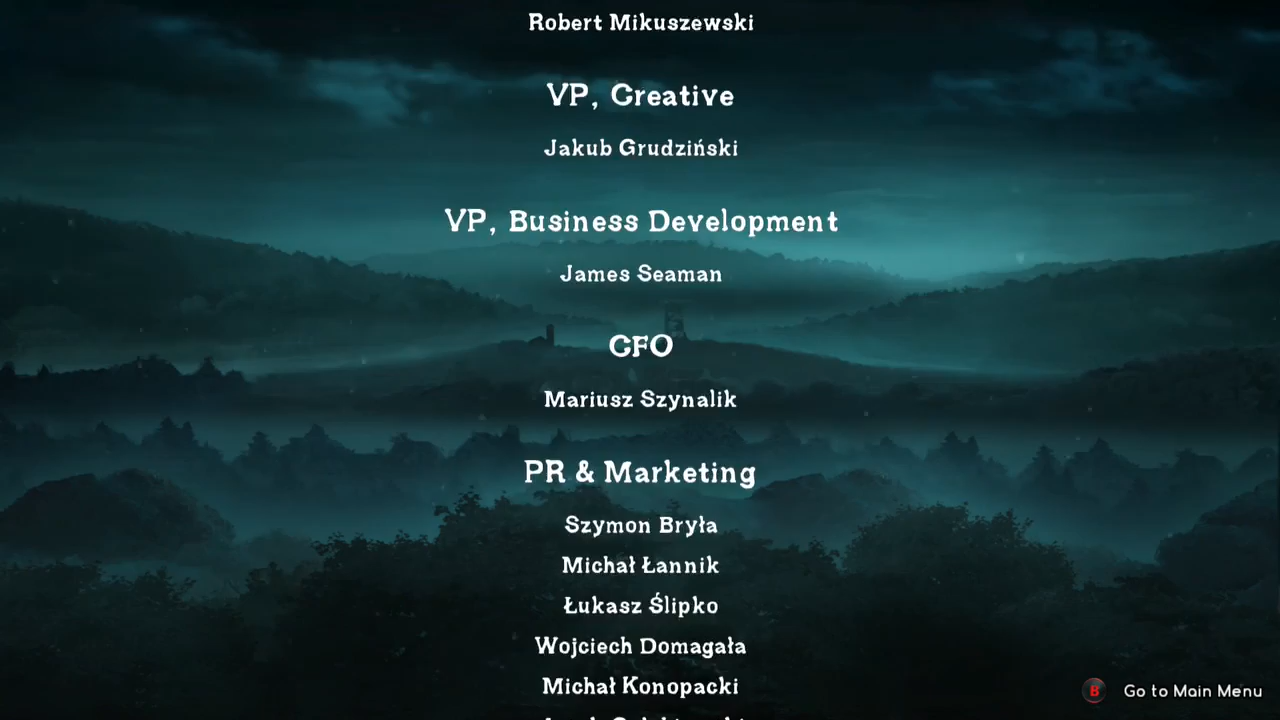 Robert Mikuszewski
VP, Creative
Jakub Grudziński
VP, Business Development
James Seaman
CFO
Mariusz Szynalik
PR & Marketing
Szymon Bryła
Michał Łannik
Łukasz Ślipko
Wojciech Domagała
Michał Konopacki
B Go to Main Menu